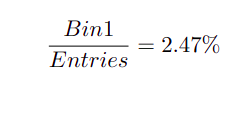 Bin1
Entries
= 2.47%